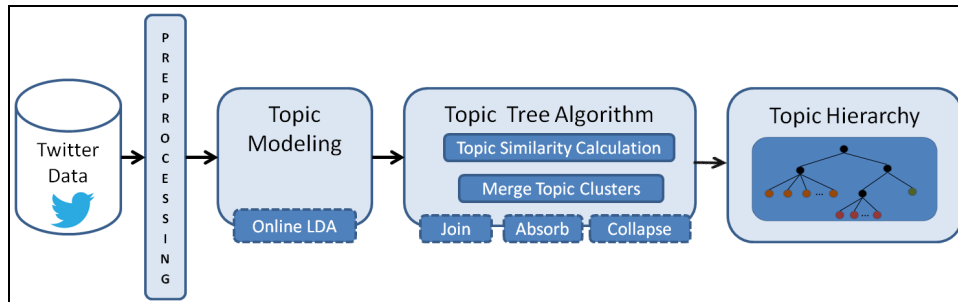 Twitter
Data
PREPROCESSING
Topic
Modeling
Online LDA
Topic Tree Algorithm
Topic Similarity Calculation
Merge Topic Clusters
Join
Absorb
Collapse
Topic Hierarchy
...
...